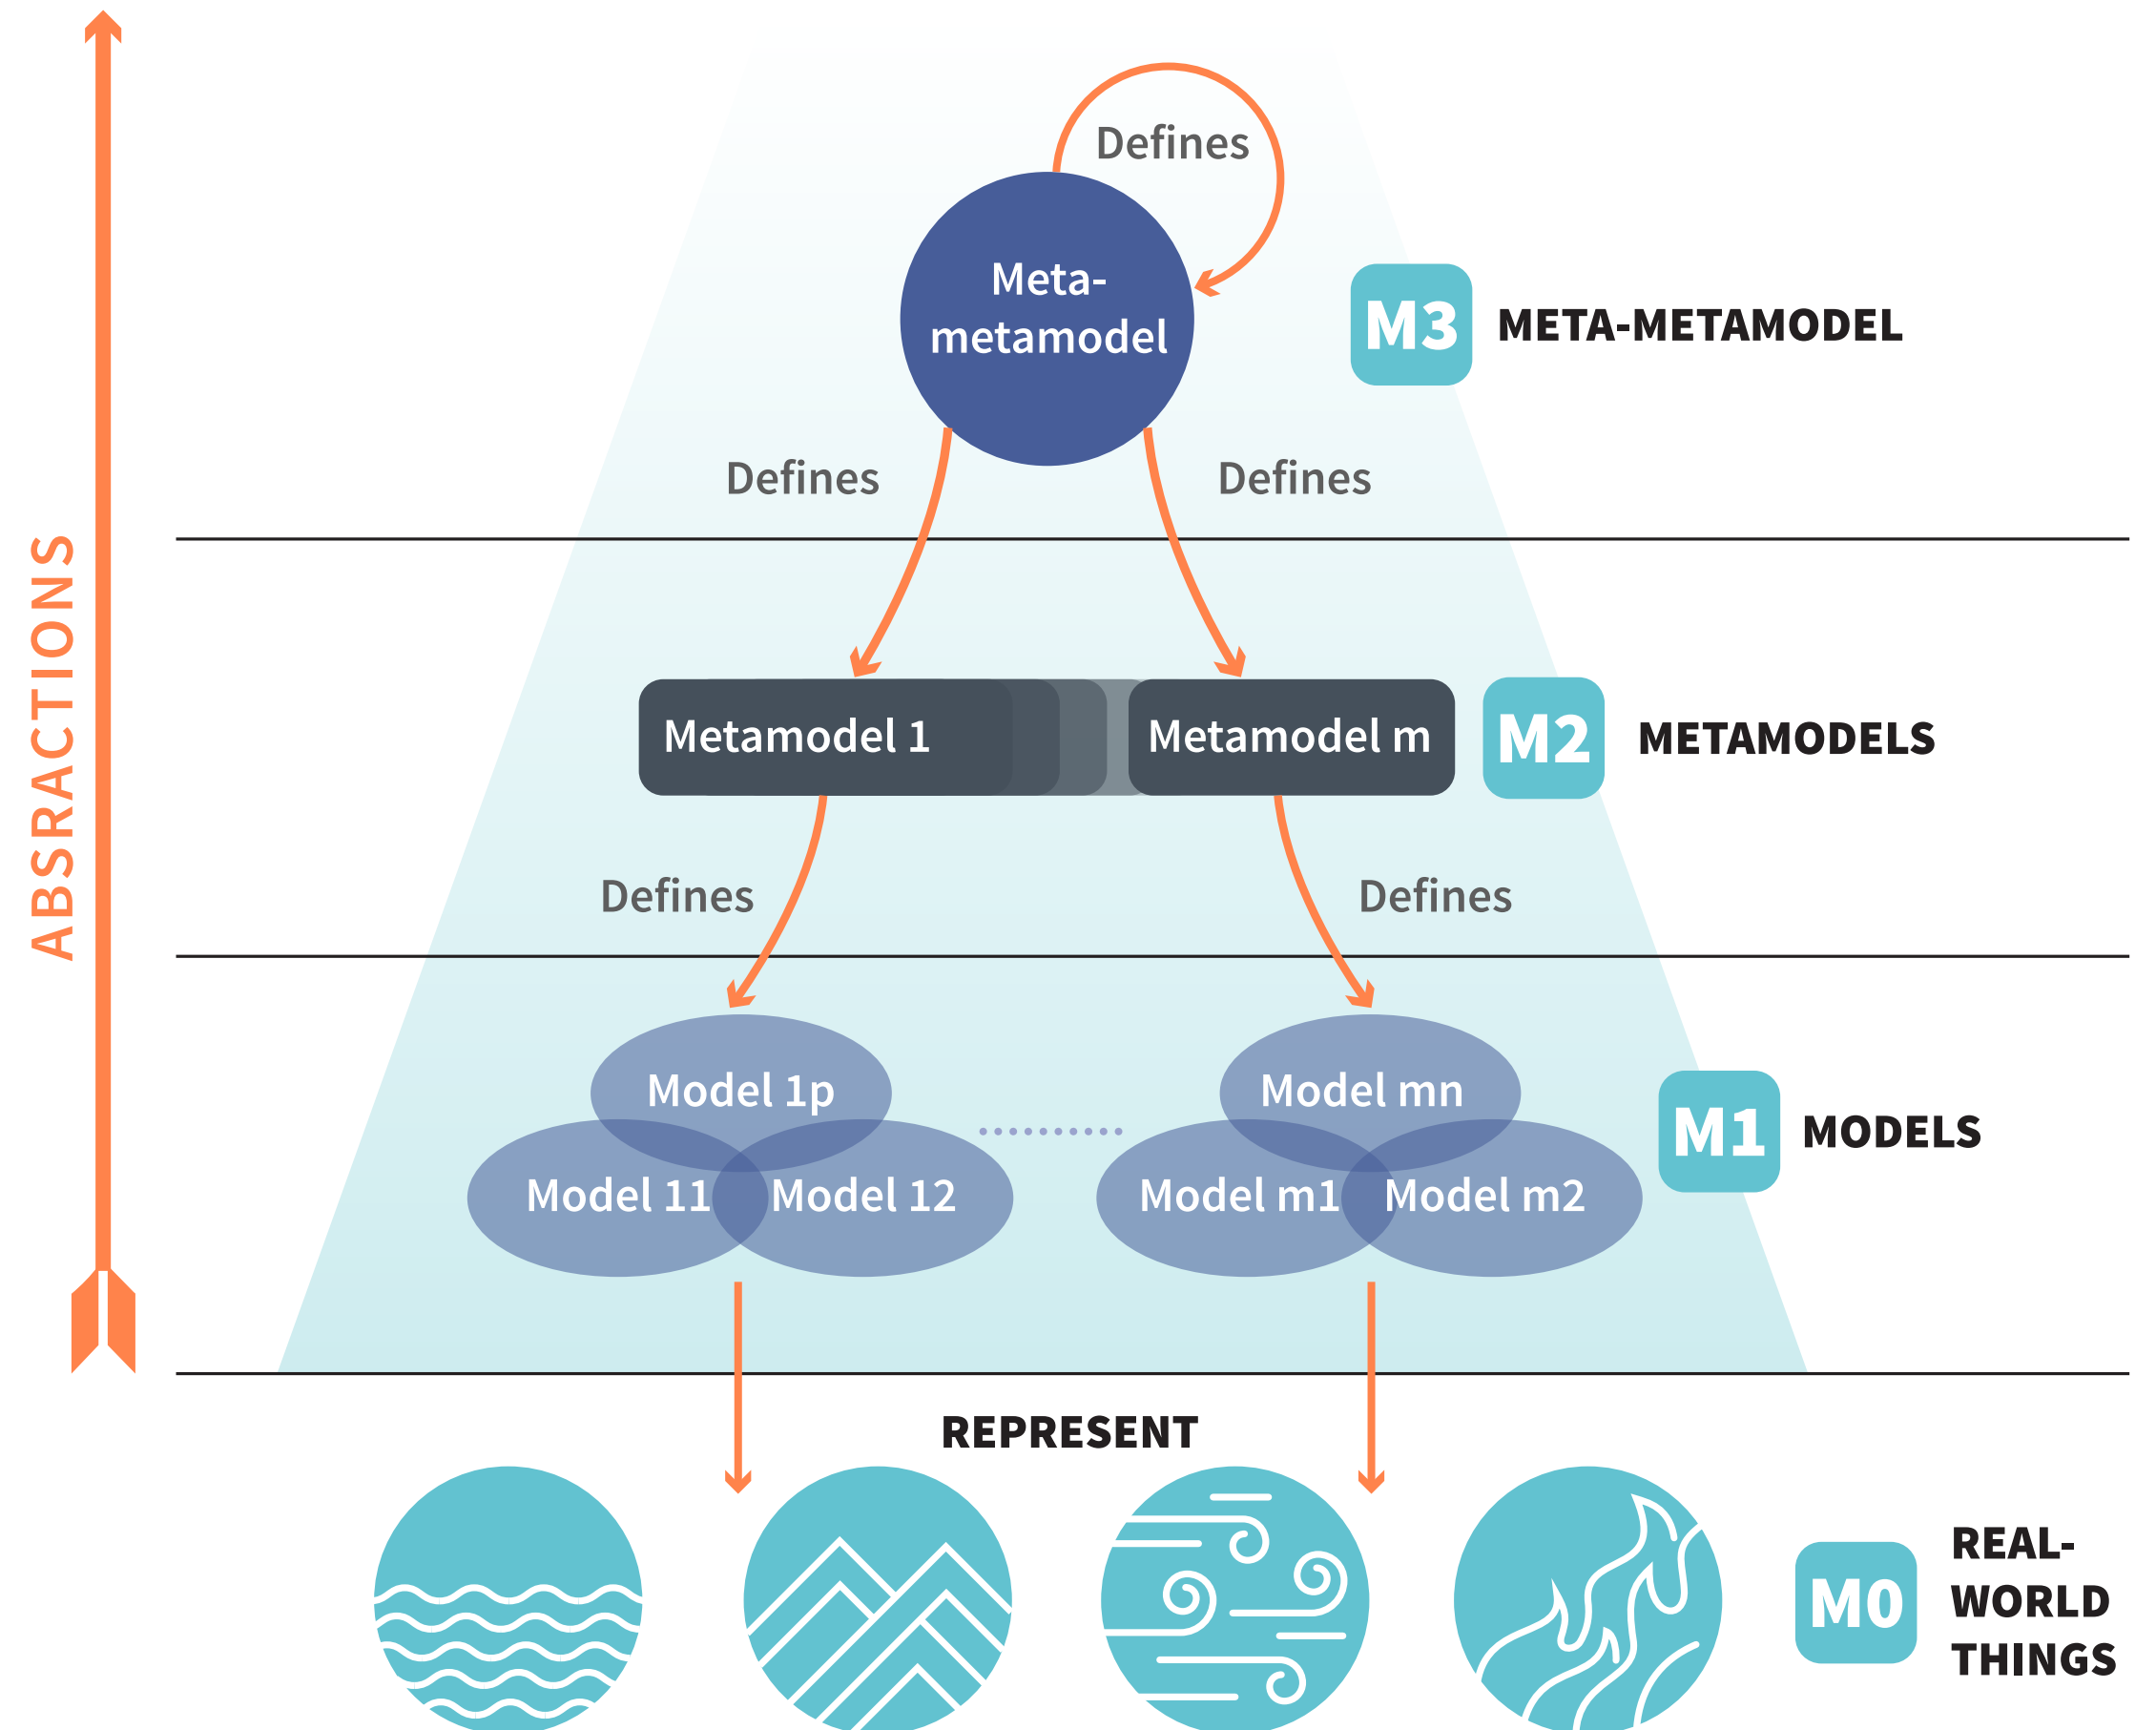 Defines
Meta-
metamodel
M3
META-METAMODEL
Defines
Defines
ABSRACTIONS
Metamodel 1
Metamodel m
M2
METAMODELS
Defines
Defines
Model 1p
Model mn
M1
MODELS
Model 11
Model 12
Model m1
Model m2
REPRESENT
M0
REAL-
WORLD
THINGS